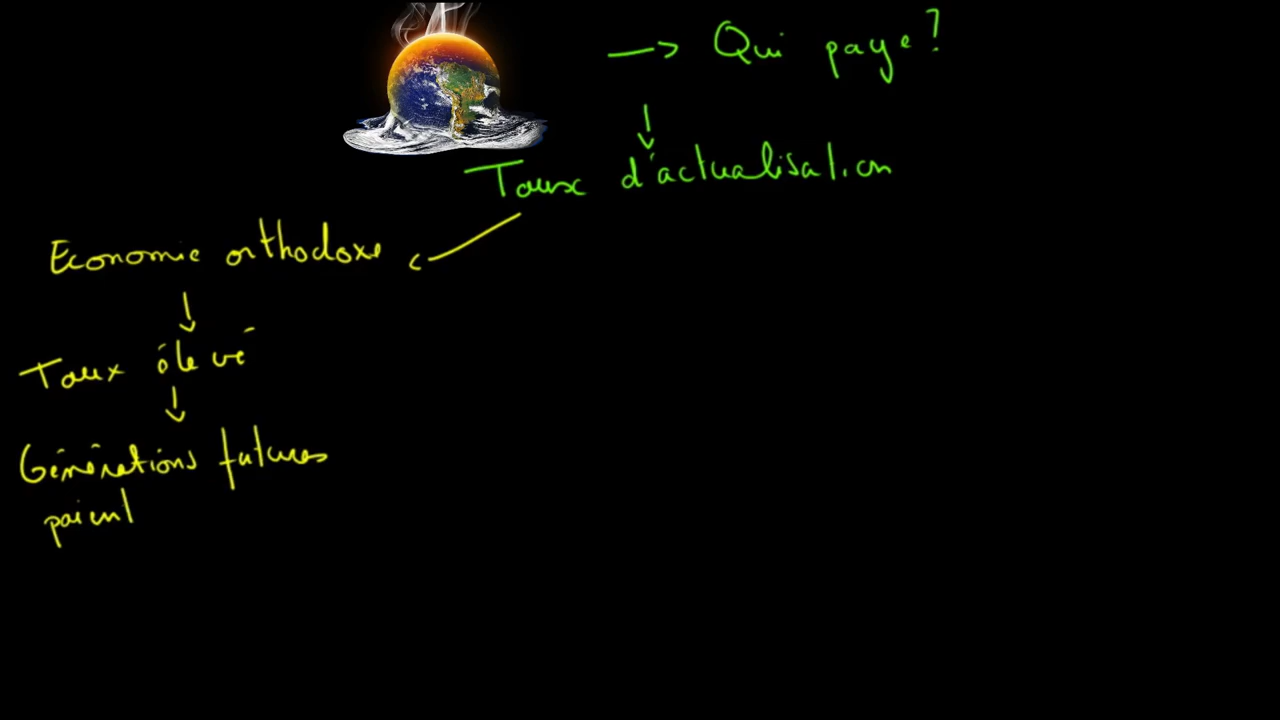 → Qui paye?
↓
Taux d'actualisation
Economie orthodoxe
↓
Taux élevé
↓
Générations futures
paient